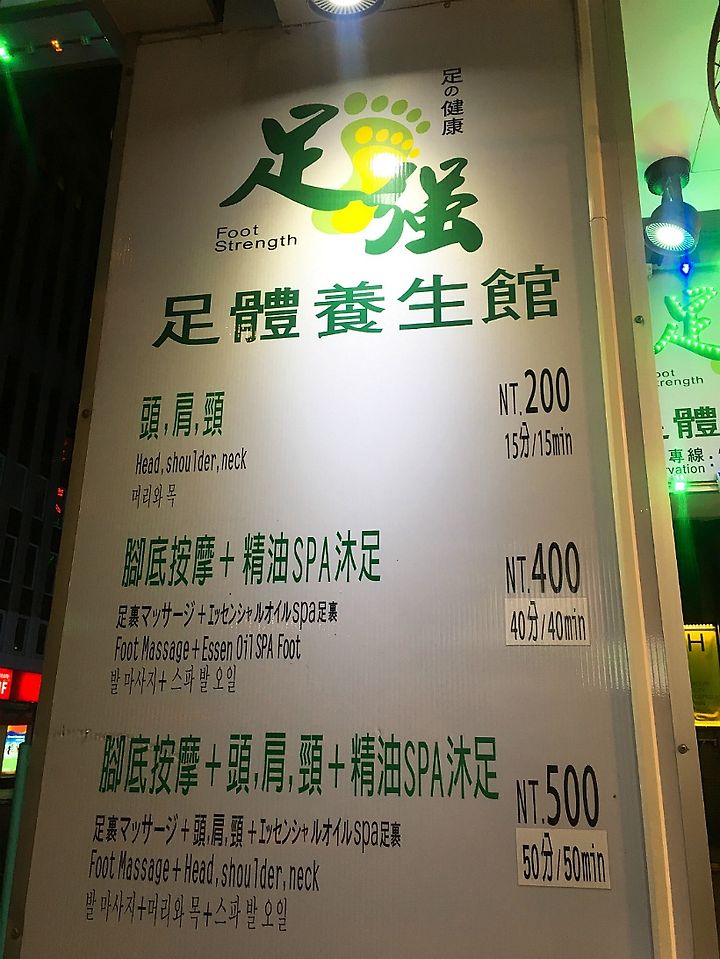 足の健康
足強
Foot
Strength
足體養生館
頭,肩,頸
NT.200
Head,shoulder,neck
15分/15min
머리와 목
腳底按摩+精油SPA沐足
NT.400
足裏マッサージ+エッセンシャルオイルspa足裏
40分/40min
Foot Massage+Essen Oil SPA Foot
발 마사지+스파 발 오일
腳底按摩+頭,肩,頸+精油SPA沐足
NT.500
足裏マッサージ+頭,肩,頸+エッセンシャルオイルspa足裏
50分/50min
Foot Massage+Head,shoulder,neck
발 마사지+머리와 목+스파 발 오일
足
體
專線: